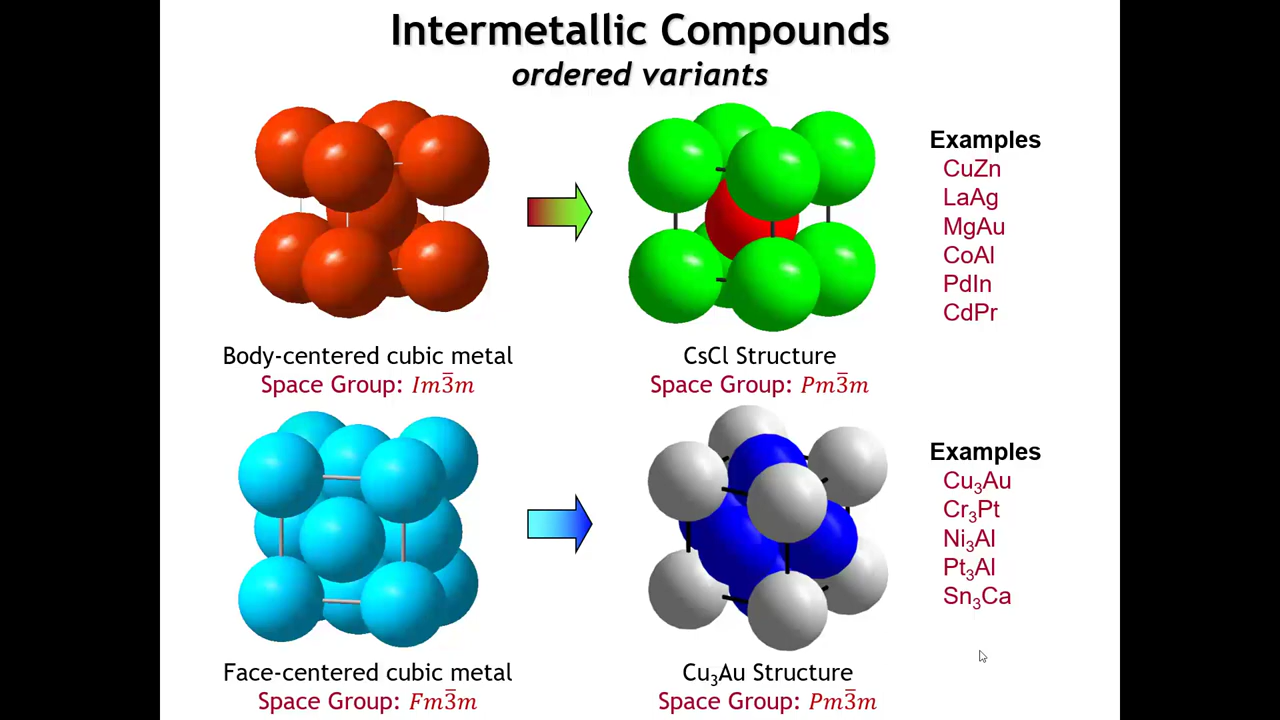 Intermetallic Compounds
ordered variants
Body-centered cubic metal
Space Group: Im3̅m
CsCl Structure
Space Group: Pm3̅m
Examples
CuZn
LaAg
MgAu
CoAl
PdIn
CdPr
Face-centered cubic metal
Space Group: Fm3̅m
Cu₃Au Structure
Space Group: Pm3̅m
Examples
Cu₃Au
Cr₃Pt
Ni₃Al
Pt₃Al
Sn₃Ca